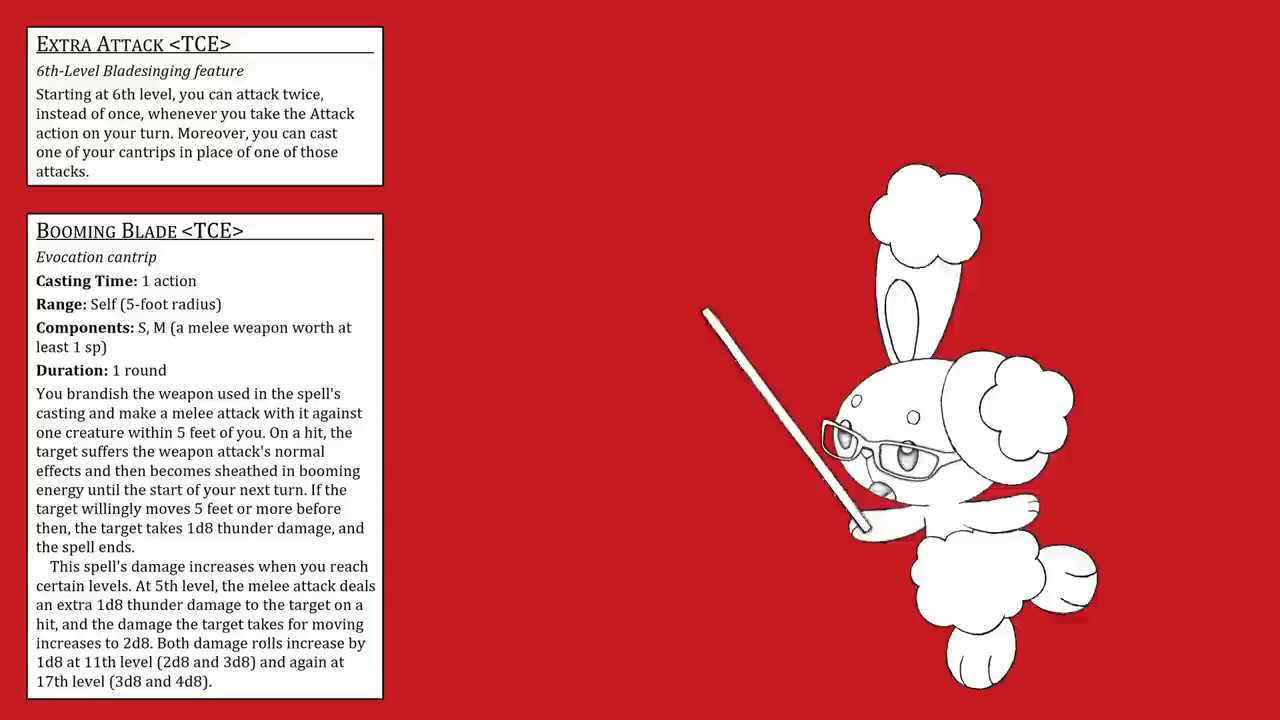 EXTRA ATTACK <TCE>
6th-Level Bladesinging feature
Starting at 6th level, you can attack twice,
instead of once, whenever you take the Attack
action on your turn. Moreover, you can cast
one of your cantrips in place of one of those
attacks.
BOOMING BLADE <TCE>
Evocation cantrip
Casting Time: 1 action
Range: Self (5-foot radius)
Components: S, M (a melee weapon worth at
least 1 sp)
Duration: 1 round
You brandish the weapon used in the spell's
casting and make a melee attack with it against
one creature within 5 feet of you. On a hit, the
target suffers the weapon attack's normal
effects and then becomes sheathed in booming
energy until the start of your next turn. If the
target willingly moves 5 feet or more before
then, the target takes 1d8 thunder damage, and
the spell ends.
This spell's damage increases when you reach
certain levels. At 5th level, the melee attack deals
an extra 1d8 thunder damage to the target on a
hit, and the damage the target takes for moving
increases to 2d8. Both damage rolls increase by
1d8 at 11th level (2d8 and 3d8) and again at
17th level (3d8 and 4d8).